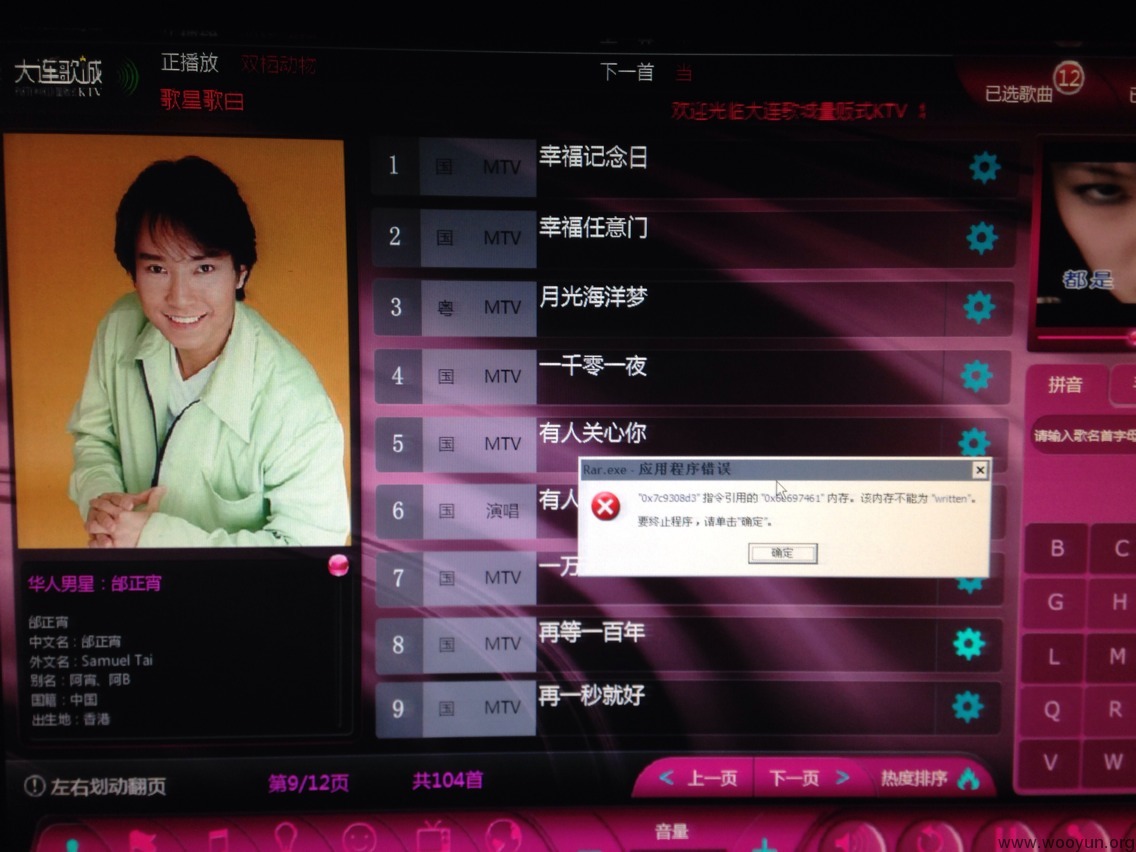 大连歌城
KTV
正播放 双栖动物
歌星歌白
下一首 当
欢迎光临大连歌城量贩式KTV !
已选歌曲 12
1 国 MTV 幸福记念日
2 国 MTV 幸福任意门
3 粤 MTV 月光海洋梦
4 国 MTV 一千零一夜
5 国 MTV 有人关心你
6 国 演唱 有人
7 国 MTV 一万
8 国 MTV 再等一百年
9 国 MTV 再一秒就好
都是
拼音
请输入歌名首字母
B C
G H
L M
Q R
V W
Rar.exe - 应用程序错误
"0x7c9308d3" 指令引用的 内存。该内存不能为 "written"。
要终止程序，请单击"确定"。
确定
华人男星：邰正宵
邰正宵
中文名：邰正宵
外文名：Samuel Tai
别名：阿宵、阿B
国籍：中国
出生地：香港
左右划动翻页
第9/12页
共104首
< 上一页
下一页 >
热度排序
音量
www.wooyun.org